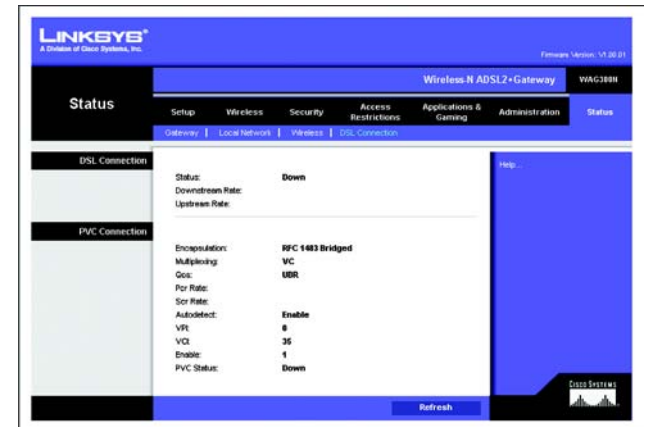 LINKSYS®
A Division of Cisco Systems, Inc.
Firmware Version: V1.00.01
Wireless-N ADSL2+Gateway WAG300N
Status
Setup Wireless Security Access Restrictions Applications & Gaming Administration Status
Gateway | Local Network | Wireless | DSL Connection
DSL Connection
Status: Down
Downstream Rate:
Upstream Rate:
Help...
PVC Connection
Encapsulation: RFC 1483 Bridged
Multiplexing: VC
Qos: UBR
Pcr Rate:
Scr Rate:
Autodetect: Enable
VPI: 8
VCI: 35
Enable: 1
PVC Status: Down
Refresh
CISCO SYSTEMS